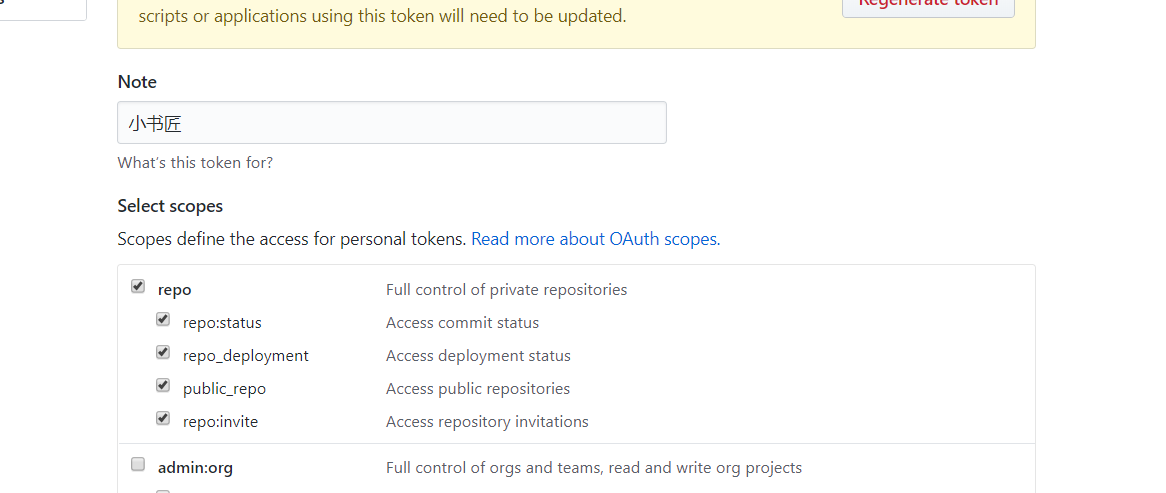 scripts or applications using this token will need to be updated.
Regenerate token
Note
小书匠
What's this token for?
Select scopes
Scopes define the access for personal tokens. Read more about OAuth scopes.
repo Full control of private repositories
repo:status Access commit status
repo_deployment Access deployment status
public_repo Access public repositories
repo:invite Access repository invitations
admin:org Full control of orgs and teams, read and write org projects